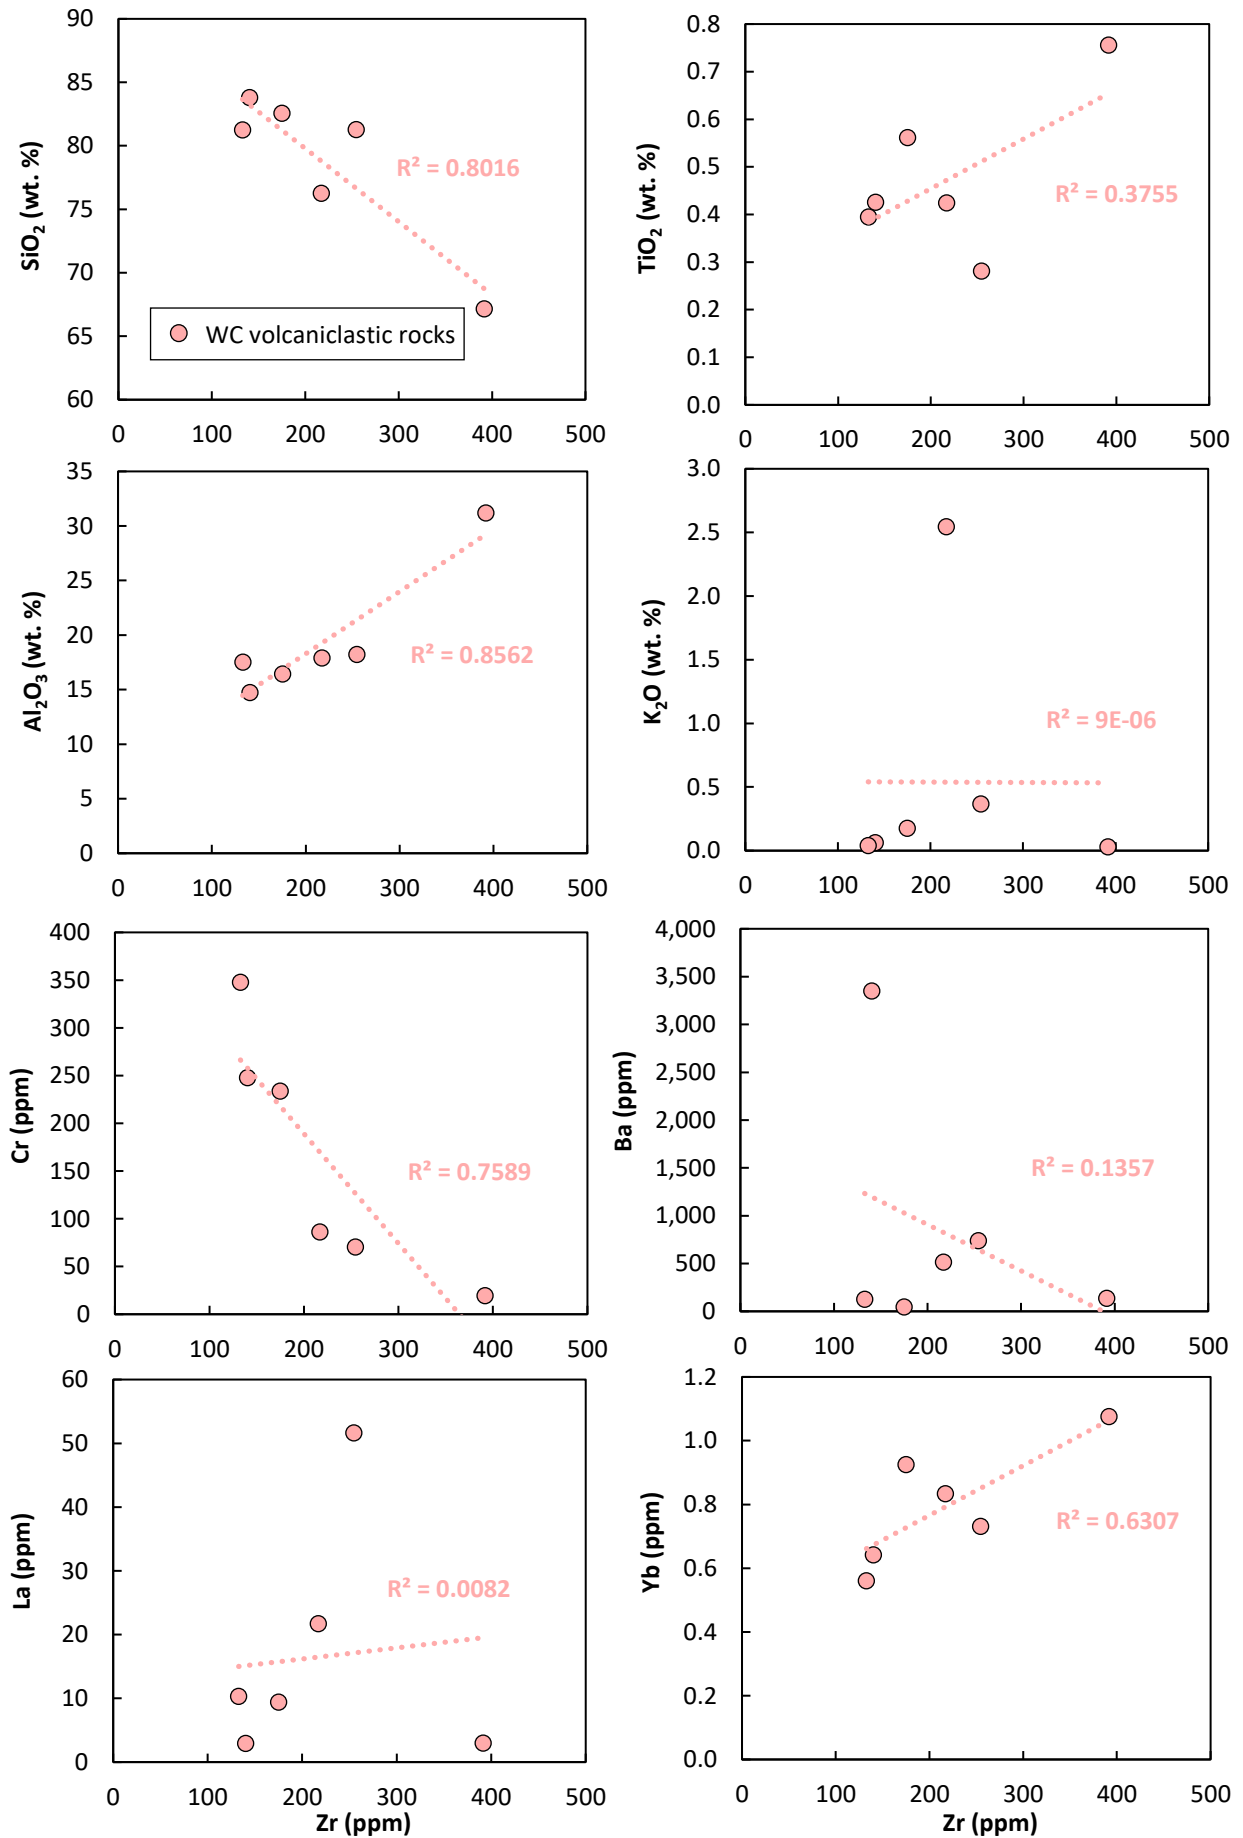 90
85
80
75
70
65
60
SiO₂ (wt. %)
R² = 0.8016
WC volcaniclastic rocks
0 100 200 300 400 500
0.8
0.7
0.6
0.5
0.4
0.3
0.2
0.1
0.0
TiO₂ (wt. %)
R² = 0.3755
0 100 200 300 400 500
35
30
25
20
15
10
5
0
Al₂O₃ (wt. %)
R² = 0.8562
0 100 200 300 400 500
3.0
2.5
2.0
1.5
1.0
0.5
0.0
K₂O (wt. %)
R² = 9E-06
0 100 200 300 400 500
400
350
300
250
200
150
100
50
0
Cr (ppm)
R² = 0.7589
0 100 200 300 400 500
4,000
3,500
3,000
2,500
2,000
1,500
1,000
500
0
Ba (ppm)
R² = 0.1357
0 100 200 300 400 500
60
50
40
30
20
10
0
La (ppm)
R² = 0.0082
0 100 200 300 400 500
Zr (ppm)
1.2
1.0
0.8
0.6
0.4
0.2
0.0
Yb (ppm)
R² = 0.6307
0 100 200 300 400 500
Zr (ppm)